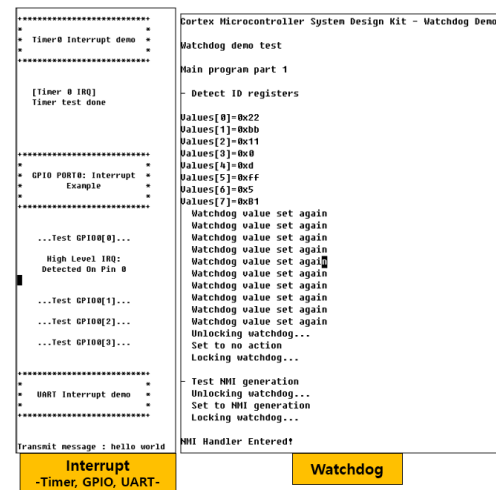 +***************************+
*                           *
*  Timer0 Interrupt demo  *
*                           *
+***************************+
[Timer 0 IRQ]
Timer test done
+***************************+
*                           *
*  GPIO PORT0: Interrupt  *
*         Example         *
*                           *
+***************************+
...Test GPIO0[0]...
High Level IRQ:
Detected On Pin 0
...Test GPIO0[1]...
...Test GPIO0[2]...
...Test GPIO0[3]...
+***************************+
*                           *
*   UART Interrupt demo   *
*                           *
+***************************+
Transmit message : hello world
Interrupt
-Timer, GPIO, UART-
Cortex Microcontroller System Design Kit - Watchdog Demo
Watchdog demo test
Main program part 1
- Detect ID registers
Values[0]=0x22
Values[1]=0xbb
Values[2]=0x11
Values[3]=0x0
Values[4]=0xd
Values[5]=0xff
Values[6]=0x5
Values[7]=0xB1
Watchdog value set again
Watchdog value set again
Watchdog value set again
Watchdog value set again
Watchdog value set again
Watchdog value set again
Watchdog value set again
Watchdog value set again
Watchdog value set again
Watchdog value set again
Unlocking watchdog...
Set to no action
Locking watchdog...
- Test NMI generation
Unlocking watchdog...
Set to NMI generation
Locking watchdog...
NMI Handler Entered!
Watchdog